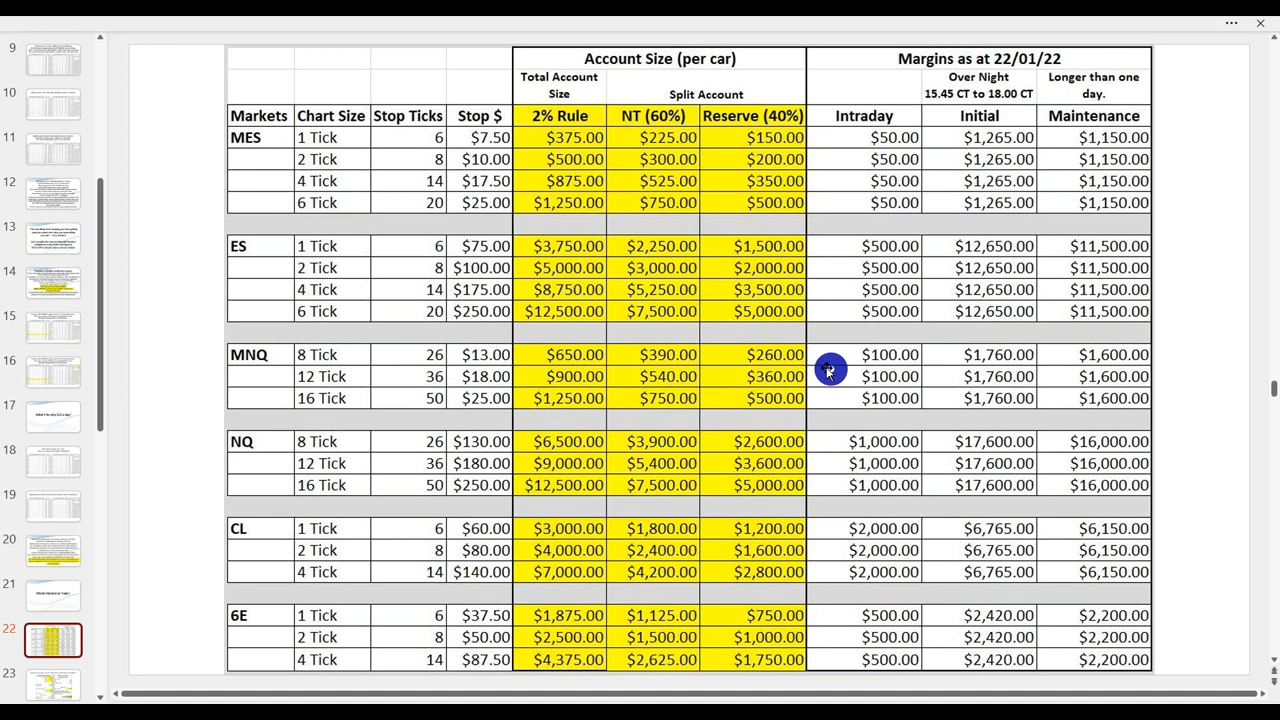 Account Size (per car) Margins as at 22/01/22
Total Account Size Split Account Over Night 15.45 CT to 18.00 CT Longer than one day.
Markets Chart Size Stop Ticks Stop $ 2% Rule NT (60%) Reserve (40%) Intraday Initial Maintenance
MES 1 Tick 6 $7.50 $375.00 $225.00 $150.00 $50.00 $1,265.00 $1,150.00
2 Tick 8 $10.00 $500.00 $300.00 $200.00 $50.00 $1,265.00 $1,150.00
4 Tick 14 $17.50 $875.00 $525.00 $350.00 $50.00 $1,265.00 $1,150.00
6 Tick 20 $25.00 $1,250.00 $750.00 $500.00 $50.00 $1,265.00 $1,150.00
ES 1 Tick 6 $75.00 $3,750.00 $2,250.00 $1,500.00 $500.00 $12,650.00 $11,500.00
2 Tick 8 $100.00 $5,000.00 $3,000.00 $2,000.00 $500.00 $12,650.00 $11,500.00
4 Tick 14 $175.00 $8,750.00 $5,250.00 $3,500.00 $500.00 $12,650.00 $11,500.00
6 Tick 20 $250.00 $12,500.00 $7,500.00 $5,000.00 $500.00 $12,650.00 $11,500.00
MNQ 8 Tick 26 $13.00 $650.00 $390.00 $260.00 $100.00 $1,760.00 $1,600.00
12 Tick 36 $18.00 $900.00 $540.00 $360.00 $100.00 $1,760.00 $1,600.00
16 Tick 50 $25.00 $1,250.00 $750.00 $500.00 $100.00 $1,760.00 $1,600.00
NQ 8 Tick 26 $130.00 $6,500.00 $3,900.00 $2,600.00 $1,000.00 $17,600.00 $16,000.00
12 Tick 36 $180.00 $9,000.00 $5,400.00 $3,600.00 $1,000.00 $17,600.00 $16,000.00
16 Tick 50 $250.00 $12,500.00 $7,500.00 $5,000.00 $1,000.00 $17,600.00 $16,000.00
CL 1 Tick 6 $60.00 $3,000.00 $1,800.00 $1,200.00 $2,000.00 $6,765.00 $6,150.00
2 Tick 8 $80.00 $4,000.00 $2,400.00 $1,600.00 $2,000.00 $6,765.00 $6,150.00
4 Tick 14 $140.00 $7,000.00 $4,200.00 $2,800.00 $2,000.00 $6,765.00 $6,150.00
6E 1 Tick 6 $37.50 $1,875.00 $1,125.00 $750.00 $500.00 $2,420.00 $2,200.00
2 Tick 8 $50.00 $2,500.00 $1,500.00 $1,000.00 $500.00 $2,420.00 $2,200.00
4 Tick 14 $87.50 $4,375.00 $2,625.00 $1,750.00 $500.00 $2,420.00 $2,200.00
9
10
11
12
13
14
15
16
17
18
19
20
21
Which Markets to Trade?
22
23